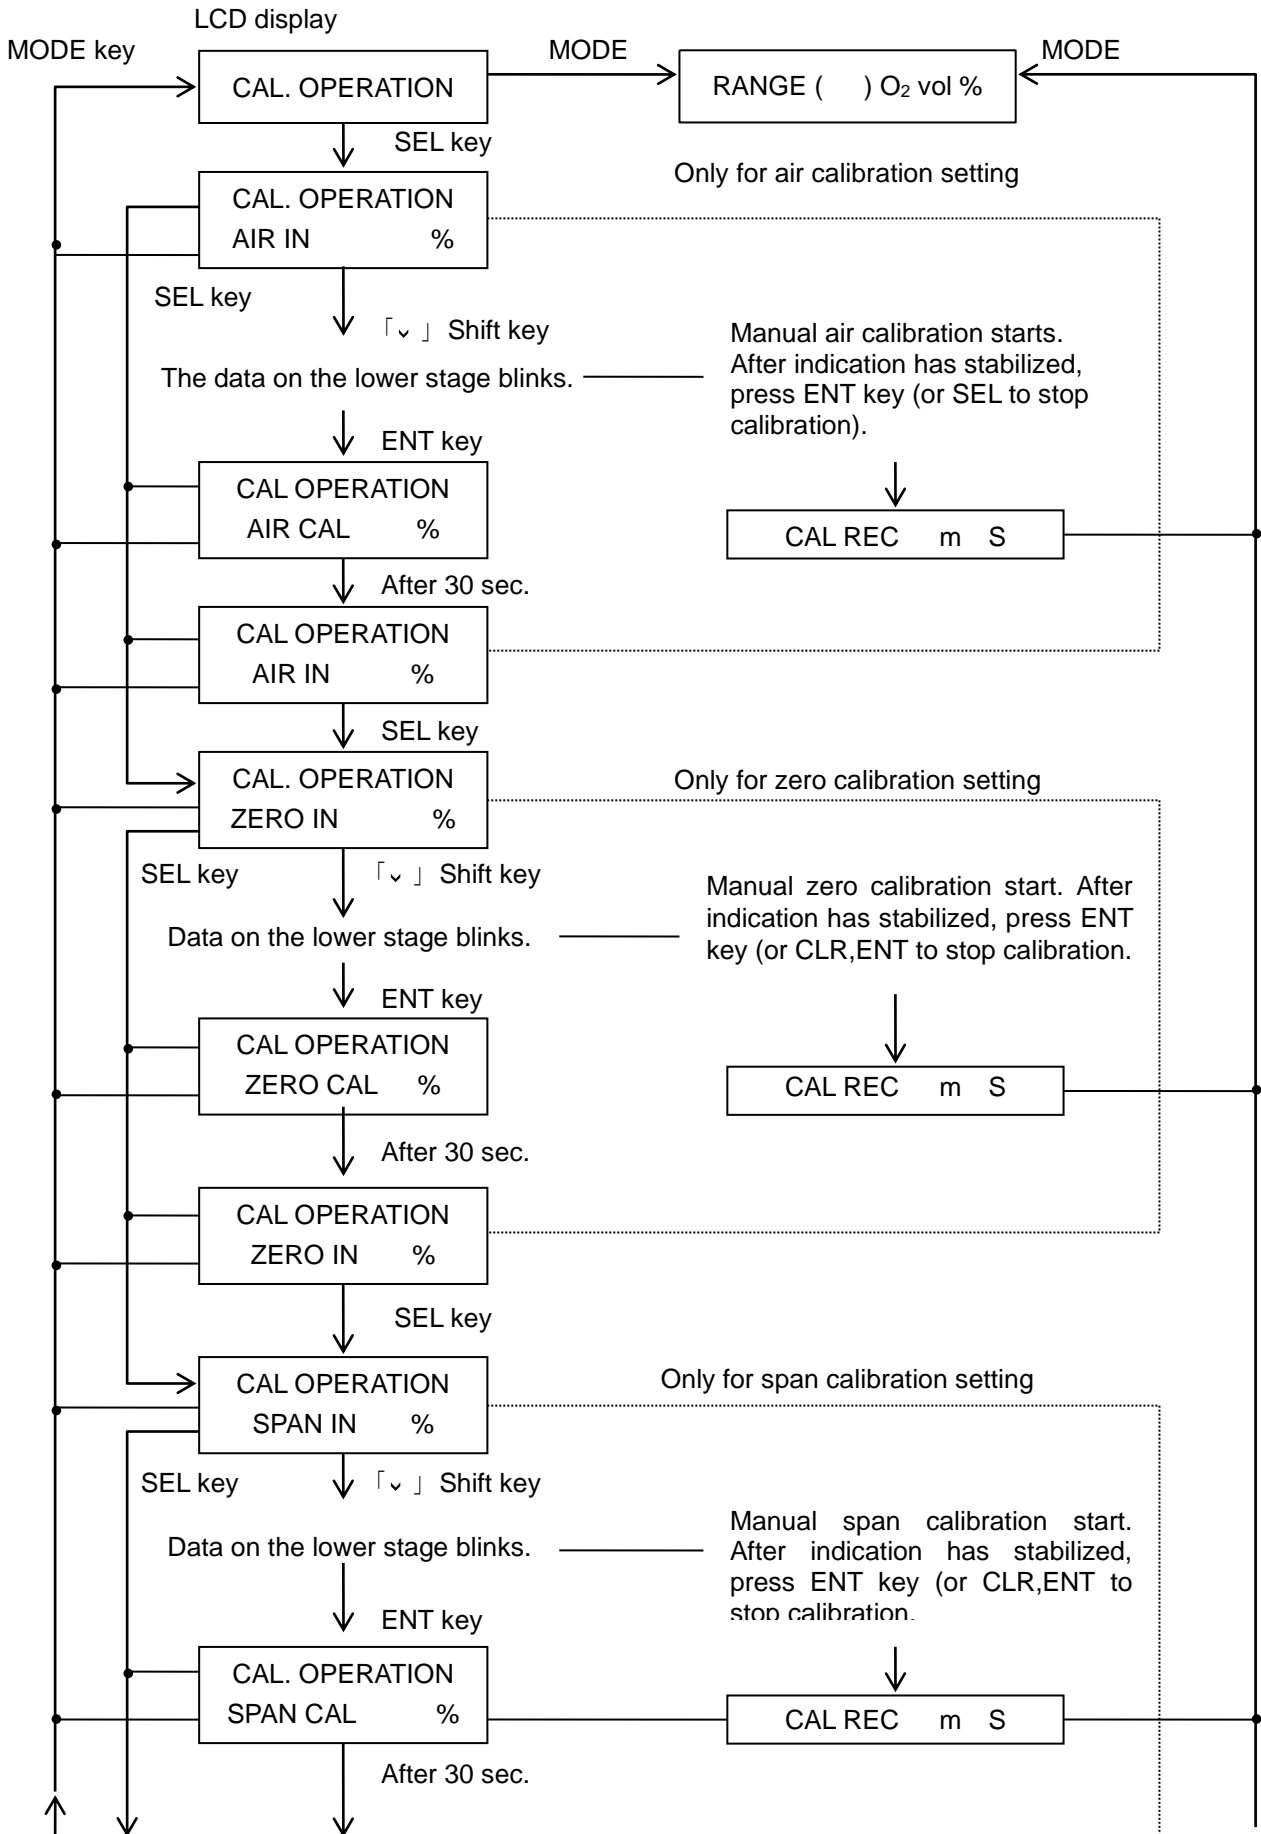 LCD display
MODE key
MODE
MODE
CAL. OPERATION
RANGE (    ) O₂ vol %
SEL key
Only for air calibration setting
CAL. OPERATION
AIR IN %
SEL key
「⌄」 Shift key
Manual air calibration starts.
After indication has stabilized,
press ENT key (or SEL to stop
calibration).
The data on the lower stage blinks.
ENT key
CAL OPERATION
AIR CAL %
CAL REC m S
After 30 sec.
CAL OPERATION
AIR IN %
SEL key
CAL. OPERATION
ZERO IN %
Only for zero calibration setting
SEL key
「⌄」 Shift key
Manual zero calibration start. After
indication has stabilized, press ENT
key (or CLR,ENT to stop calibration.
Data on the lower stage blinks.
ENT key
CAL OPERATION
ZERO CAL %
CAL REC m S
After 30 sec.
CAL OPERATION
ZERO IN %
SEL key
CAL OPERATION
SPAN IN %
Only for span calibration setting
SEL key
「⌄」 Shift key
Manual span calibration start.
After indication has stabilized,
press ENT key (or CLR,ENT to
stop calibration.
Data on the lower stage blinks.
ENT key
CAL. OPERATION
SPAN CAL %
CAL REC m S
After 30 sec.